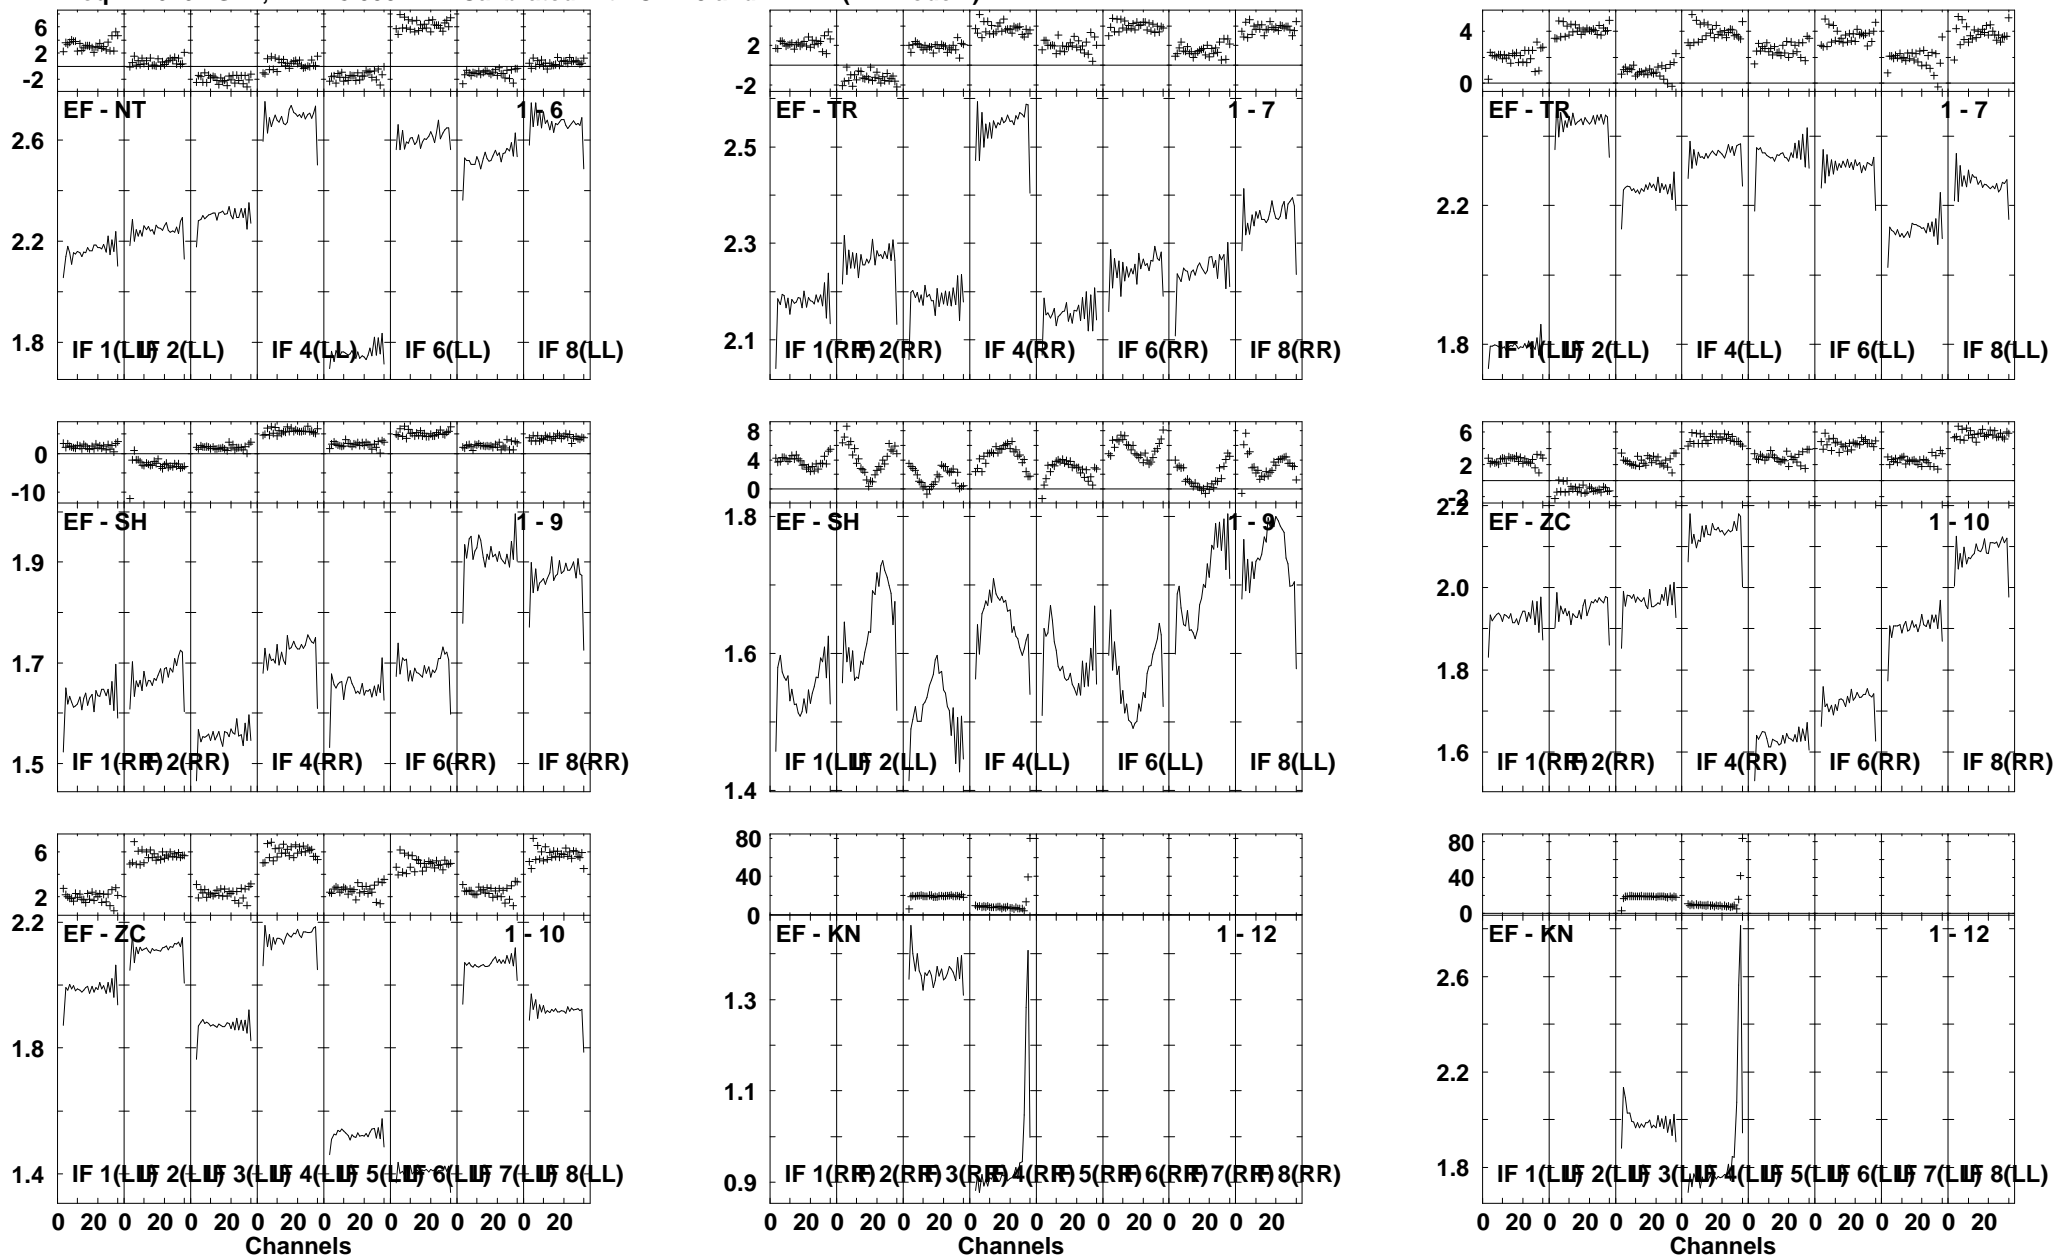 6
2
-2
EF - NT 1 - 6
2.6
2.2
1.8
IF 1(LL) IF 2(LL) IF 4(LL) IF 6(LL) IF 8(LL)
2
-2
EF - TR 1 - 7
2.5
2.3
2.1
IF 1(RR) IF 2(RR) IF 4(RR) IF 6(RR) IF 8(RR)
4
0
EF - TR 1 - 7
2.2
1.8
IF 1(LL) IF 2(LL) IF 4(LL) IF 6(LL) IF 8(LL)
0
-10
EF - SH 1 - 9
1.9
1.7
1.5
IF 1(RR) IF 2(RR) IF 4(RR) IF 6(RR) IF 8(RR)
8
4
0
EF - SH 1 - 9
1.8
1.6
1.4
IF 1(LL) IF 2(LL) IF 4(LL) IF 6(LL) IF 8(LL)
6
2
-2
EF - ZC 1 - 10
2.2
2.0
1.8
1.6
IF 1(RR) IF 2(RR) IF 4(RR) IF 6(RR) IF 8(RR)
6
2
EF - ZC 1 - 10
2.2
1.8
1.4
IF 1(LL) IF 2(LL) IF 3(LL) IF 4(LL) IF 5(LL) IF 6(LL) IF 7(LL) IF 8(LL)
0 20 0 20 0 20 0 20 0 20 0 20 0 20 0 20
Channels
80
40
0
EF - KN 1 - 12
1.3
1.1
0.9
IF 1(RR) IF 2(RR) IF 3(RR) IF 4(RR) IF 5(RR) IF 6(RR) IF 7(RR) IF 8(RR)
0 20 0 20 0 20 0 20 0 20 0 20 0 20 0 20
Channels
80
40
0
EF - KN 1 - 12
2.6
2.2
1.8
IF 1(LL) IF 2(LL) IF 3(LL) IF 4(LL) IF 5(LL) IF 6(LL) IF 7(LL) IF 8(LL)
0 20 0 20 0 20 0 20 0 20 0 20 0 20 0 20
Channels